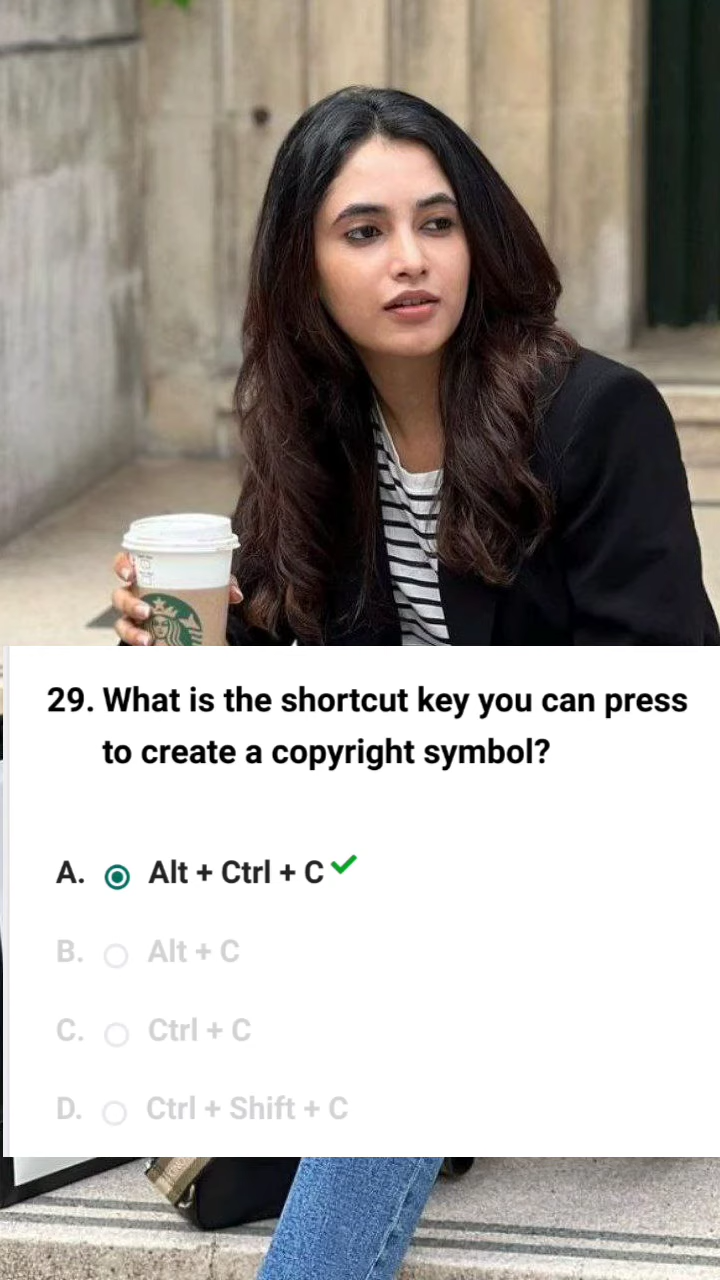 29. What is the shortcut key you can press
to create a copyright symbol?
A. Alt + Ctrl + C
B. Alt + C
C. Ctrl + C
D. Ctrl + Shift + C